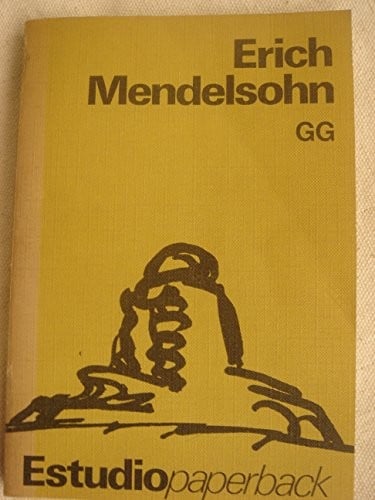 Erich
Mendelsohn
GG
Estudiopaperback